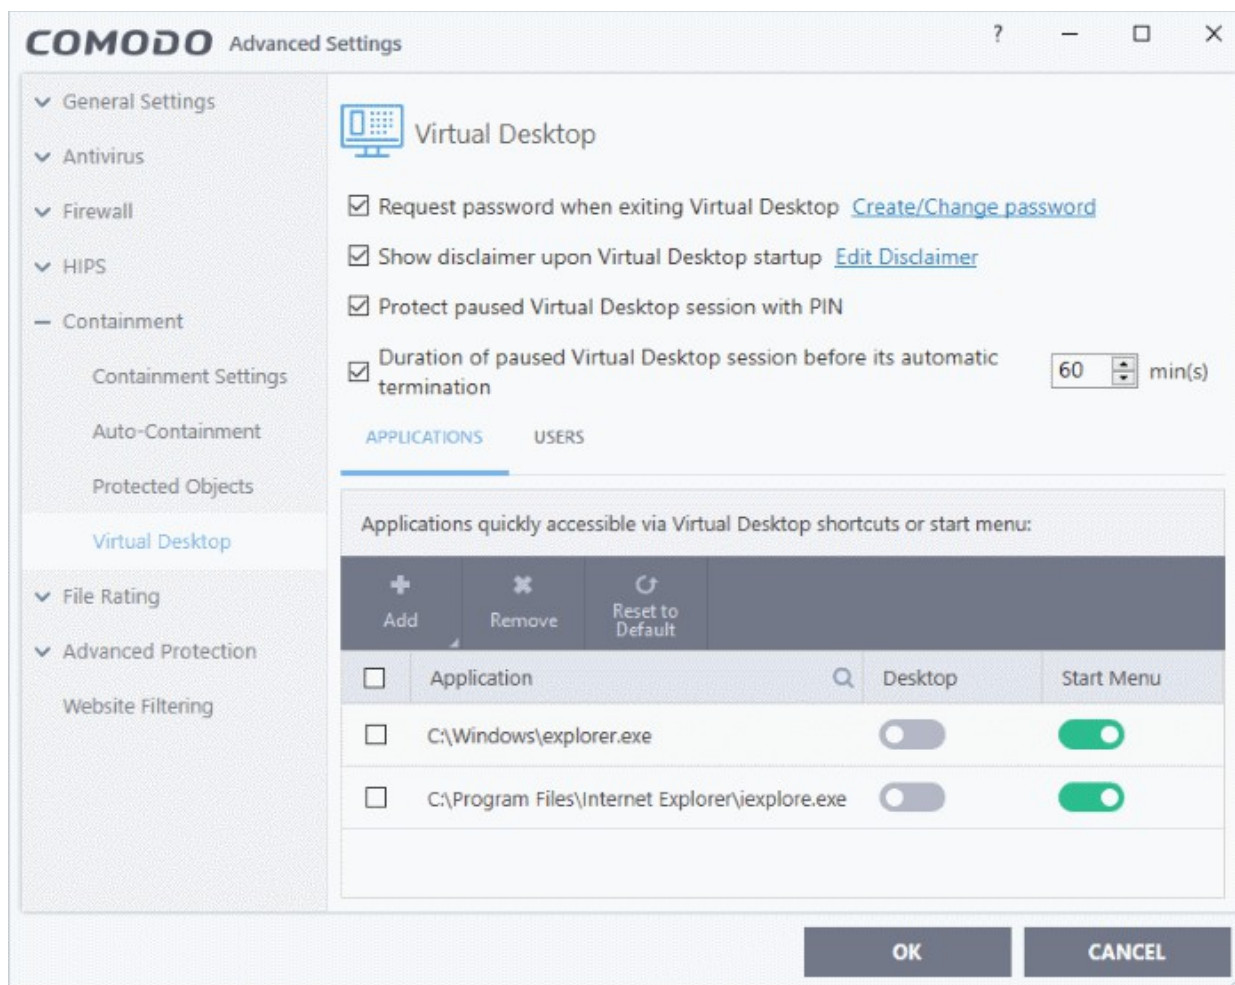 COMODO Advanced Settings ?
General Settings
Antivirus
Firewall
HIPS
Containment
Containment Settings
Auto-Containment
Protected Objects
Virtual Desktop
File Rating
Advanced Protection
Website Filtering
Virtual Desktop
Request password when exiting Virtual Desktop Create/Change password
Show disclaimer upon Virtual Desktop startup Edit Disclaimer
Protect paused Virtual Desktop session with PIN
Duration of paused Virtual Desktop session before its automatic
termination
60 min(s)
APPLICATIONS USERS
Applications quickly accessible via Virtual Desktop shortcuts or start menu:
Add Remove Reset to
Default
Application Desktop Start Menu
C:\Windows\explorer.exe
C:\Program Files\Internet Explorer\iexplore.exe
OK CANCEL